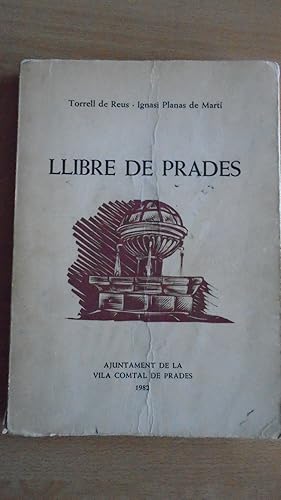 Torrell de Reus - Ignasi Planas de Martí
LLIBRE DE PRADES
AJUNTAMENT DE LA
VILA COMTAL DE PRADES
1982